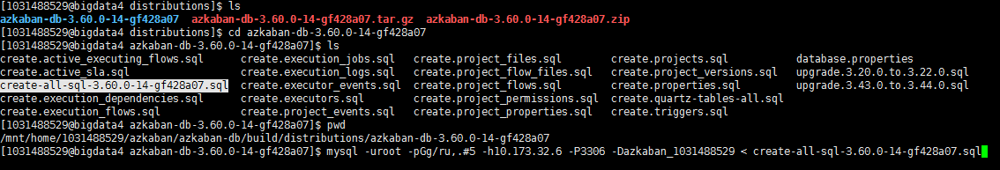 [1031488529@bigdata4 distributions]$ ls
azkaban-db-3.60.0-14-gf428a07  azkaban-db-3.60.0-14-gf428a07.tar.gz  azkaban-db-3.60.0-14-gf428a07.zip
[1031488529@bigdata4 distributions]$ cd azkaban-db-3.60.0-14-gf428a07
[1031488529@bigdata4 azkaban-db-3.60.0-14-gf428a07]$ ls
create.active_executing_flows.sql create.execution_jobs.sql create.project_files.sql create.projects.sql database.properties
create.active_sla.sql create.execution_logs.sql create.project_flow_files.sql create.project_versions.sql upgrade.3.20.0.to.3.22.0.sql
create-all-sql-3.60.0-14-gf428a07.sql create.executor_events.sql create.project_flows.sql create.properties.sql upgrade.3.43.0.to.3.44.0.sql
create.execution_dependencies.sql create.executors.sql create.project_permissions.sql create.quartz-tables-all.sql
create.execution_flows.sql create.project_events.sql create.project_properties.sql create.triggers.sql
[1031488529@bigdata4 azkaban-db-3.60.0-14-gf428a07]$ pwd
/mnt/home/1031488529/azkaban/azkaban-db/build/distributions/azkaban-db-3.60.0-14-gf428a07
[1031488529@bigdata4 azkaban-db-3.60.0-14-gf428a07]$ mysql -uroot -pGg/ru,.#5 -h10.173.32.6 -P3306 -Dazkaban_1031488529 < create-all-sql-3.60.0-14-gf428a07.sql